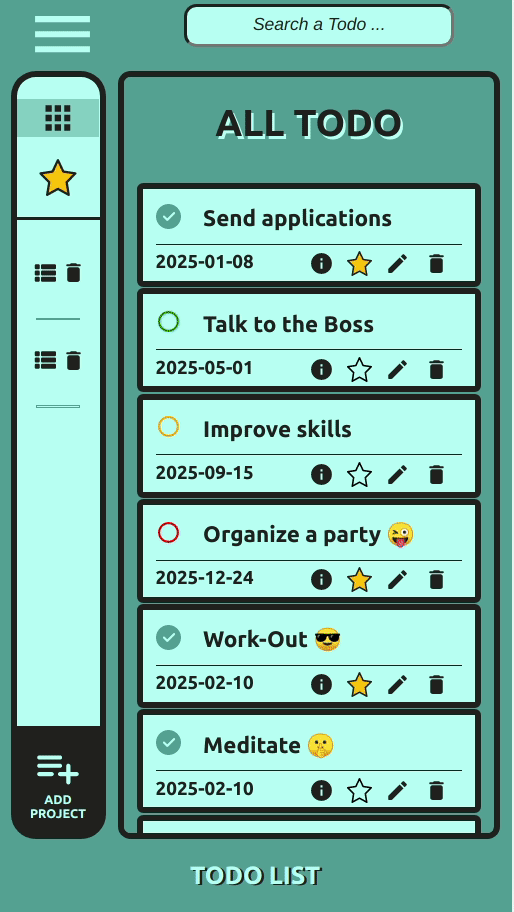 Search a Todo ...
ALL TODO
Send applications
2025-01-08
Talk to the Boss
2025-05-01
Improve skills
2025-09-15
Organize a party 😜
2025-12-24
Work-Out 😎
2025-02-10
Meditate 🤫
2025-02-10
ADD
PROJECT
TODO LIST